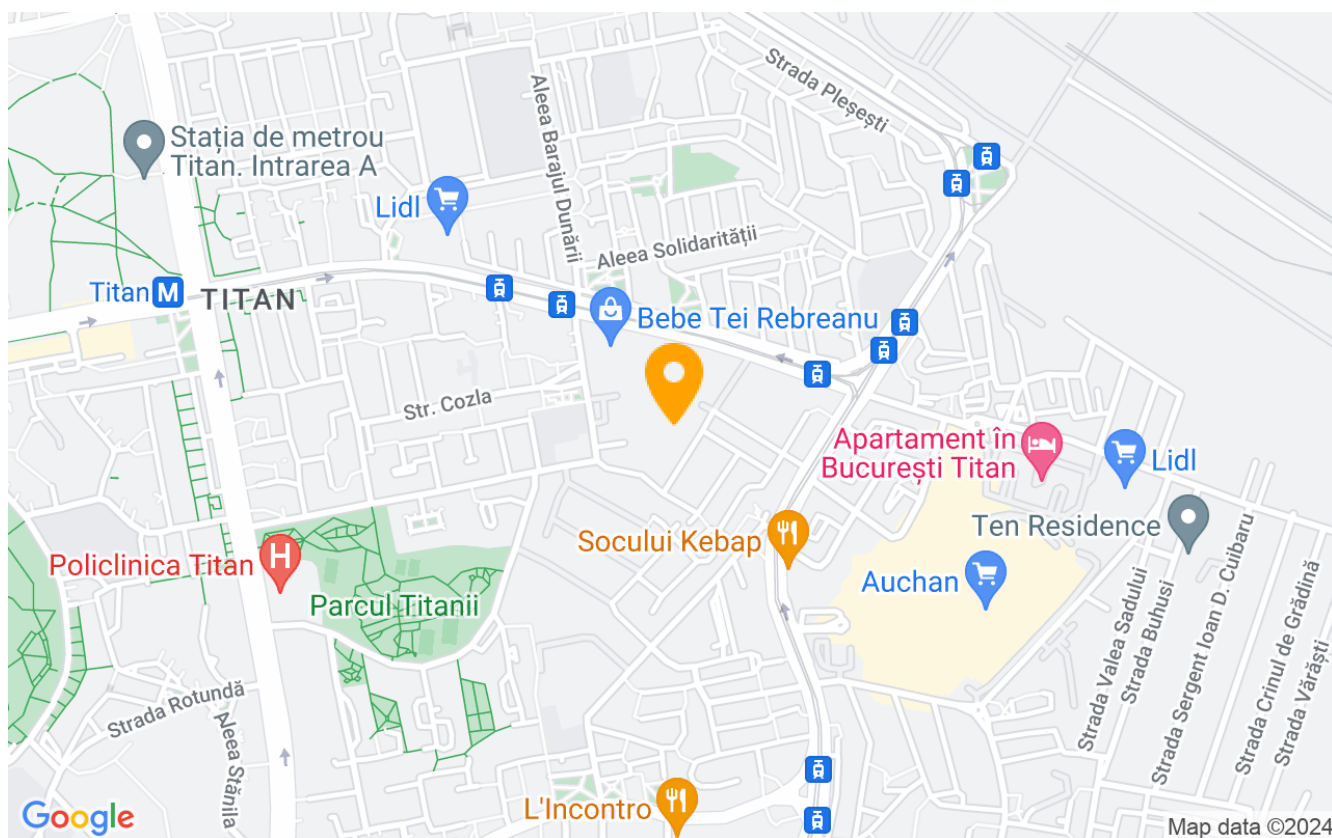 Strada Pleșești
Stația de metrou
Titan. Intrarea A
Aleea Barajul Dunării
Lidl
Aleea Solidarității
Titan M
TITAN
Bebe Tei Rebreanu
Str. Cozla
Apartament în
București Titan
Lidl
Socului Kebap
Ten Residence
Policlinica Titan
H
Parcul Titanii
Auchan
Strada Valea Sadului
Strada Buhusi
Strada Sergent Ioan D. Cuibaru
Strada Crinul de Grădină
Strada Vărăști
Strada Rotundă
Aleea Stănila
L'Incontro
Google
Map data ©2024